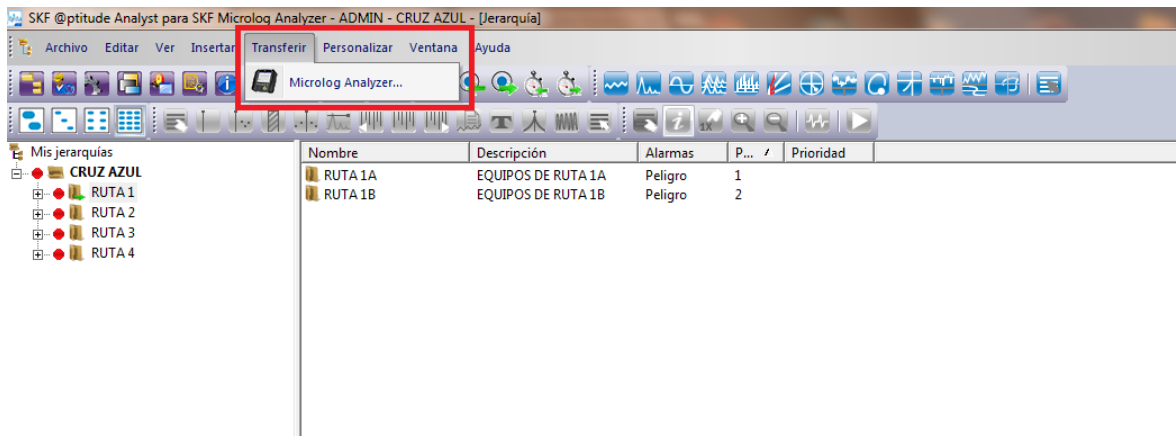 SKF @ptitude Analyst para SKF Microlog Analyzer - ADMIN - CRUZ AZUL - [Jerarquía]
Archivo Editar Ver Insertar Transferir Personalizar Ventana Ayuda
Microlog Analyzer...
Mis jerarquías
CRUZ AZUL
RUTA 1
RUTA 2
RUTA 3
RUTA 4
Nombre Descripción Alarmas P... Prioridad
RUTA 1A EQUIPOS DE RUTA 1A Peligro 1
RUTA 1B EQUIPOS DE RUTA 1B Peligro 2